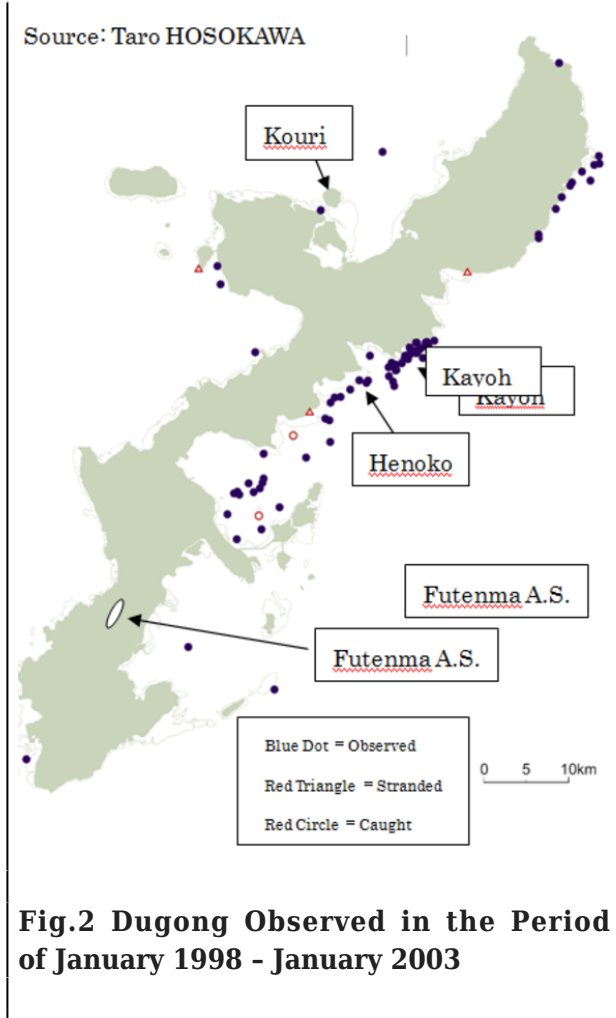 Source: Taro HOSOKAWA
Kouri
Kayoh
Kayoh
Henoko
Futenma A.S.
Futenma A.S.
Blue Dot = Observed
Red Triangle = Stranded
Red Circle = Caught
0 5 10km
Fig.2 Dugong Observed in the Period
of January 1998 – January 2003